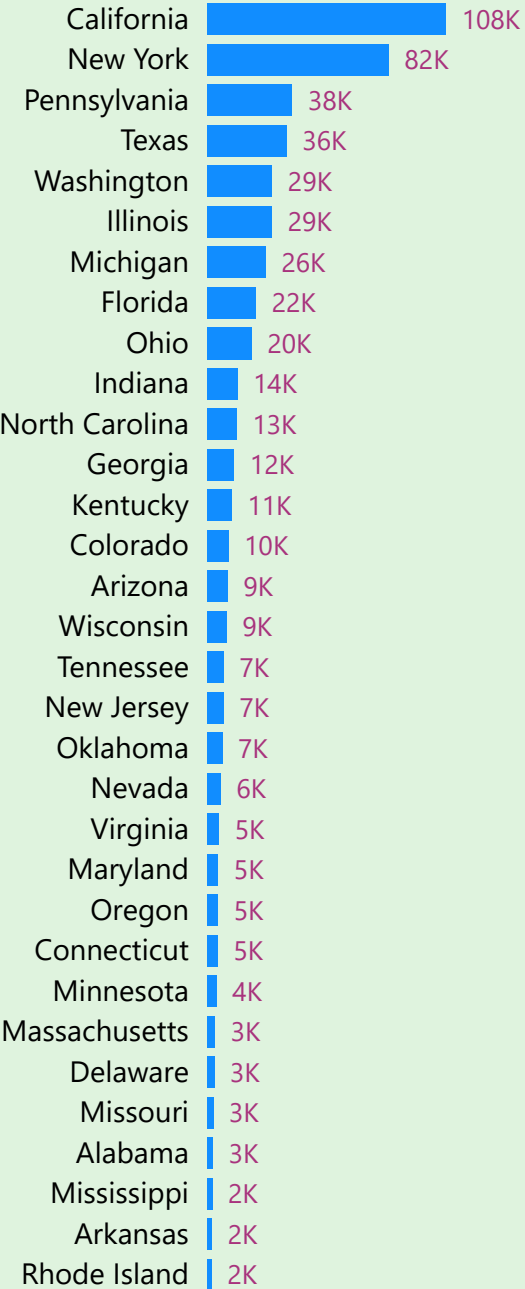 California 108K
New York 82K
Pennsylvania 38K
Texas 36K
Washington 29K
Illinois 29K
Michigan 26K
Florida 22K
Ohio 20K
Indiana 14K
North Carolina 13K
Georgia 12K
Kentucky 11K
Colorado 10K
Arizona 9K
Wisconsin 9K
Tennessee 7K
New Jersey 7K
Oklahoma 7K
Nevada 6K
Virginia 5K
Maryland 5K
Oregon 5K
Connecticut 5K
Minnesota 4K
Massachusetts 3K
Delaware 3K
Missouri 3K
Alabama 3K
Mississippi 2K
Arkansas 2K
Rhode Island 2K